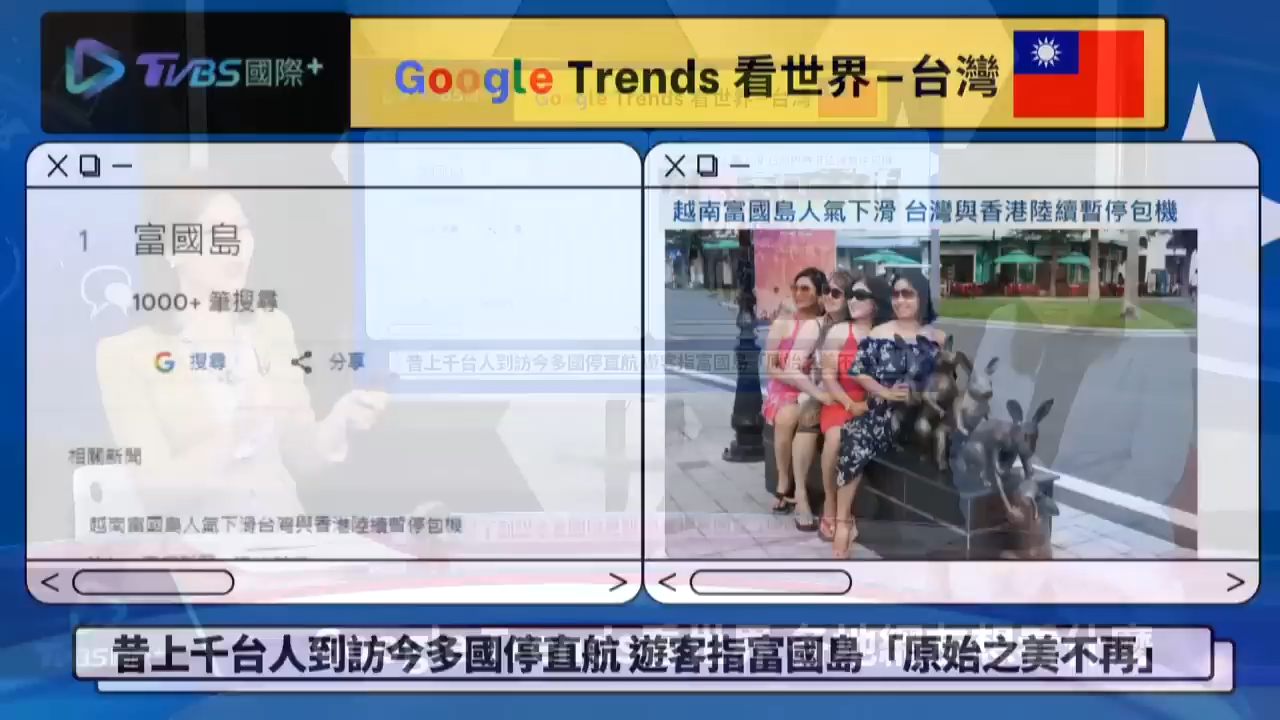 TVBS國際+
Google Trends 看世界－台灣
1 富國島
1000+ 筆搜尋
搜尋 分享
相關新聞
越南富國島人氣下滑台灣與香港陸續暫停包機
越南富國島人氣下滑 台灣與香港陸續暫停包機
昔上千台人到訪今多國停直航 遊客指富國島「原始之美不再」